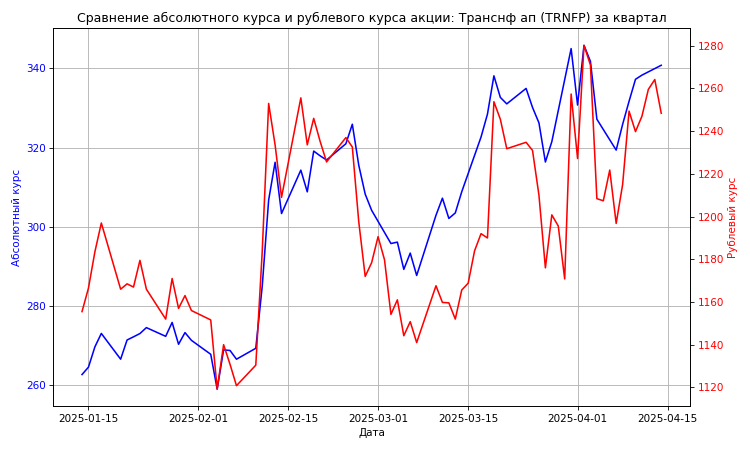 Сравнение абсолютного курса и рублевого курса акции: Транснф ап (TRNFP) за квартал
Абсолютный курс
340
320
300
280
260
1280
1260
1240
1220
1200
1180
1160
1140
1120
Рублевый курс
2025-01-15 2025-02-01 2025-02-15 2025-03-01 2025-03-15 2025-04-01 2025-04-15
Дата